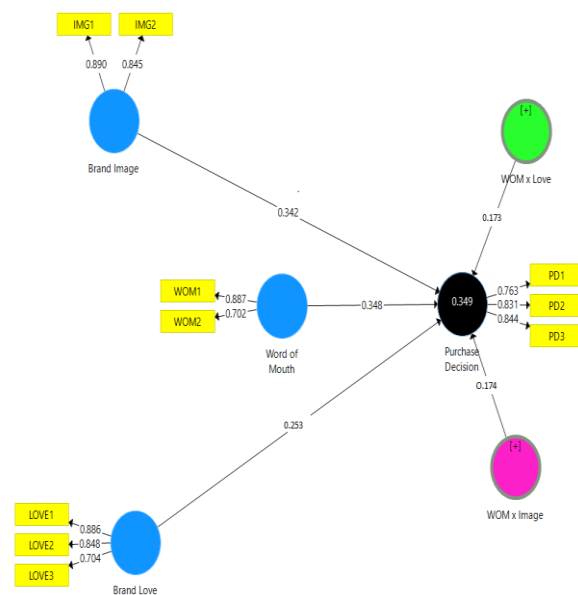 IMG1
IMG2
0.890
0.845
Brand Image
[+]
WOM x Love
0.342
0.173
WOM1
WOM2
0.887
0.702
Word of
Mouth
0.348
0.349
Purchase
Decision
0.763
0.831
0.844
PD1
PD2
PD3
0.253
0.174
[+]
WOM x Image
LOVE1
LOVE2
LOVE3
0.886
0.848
0.704
Brand Love